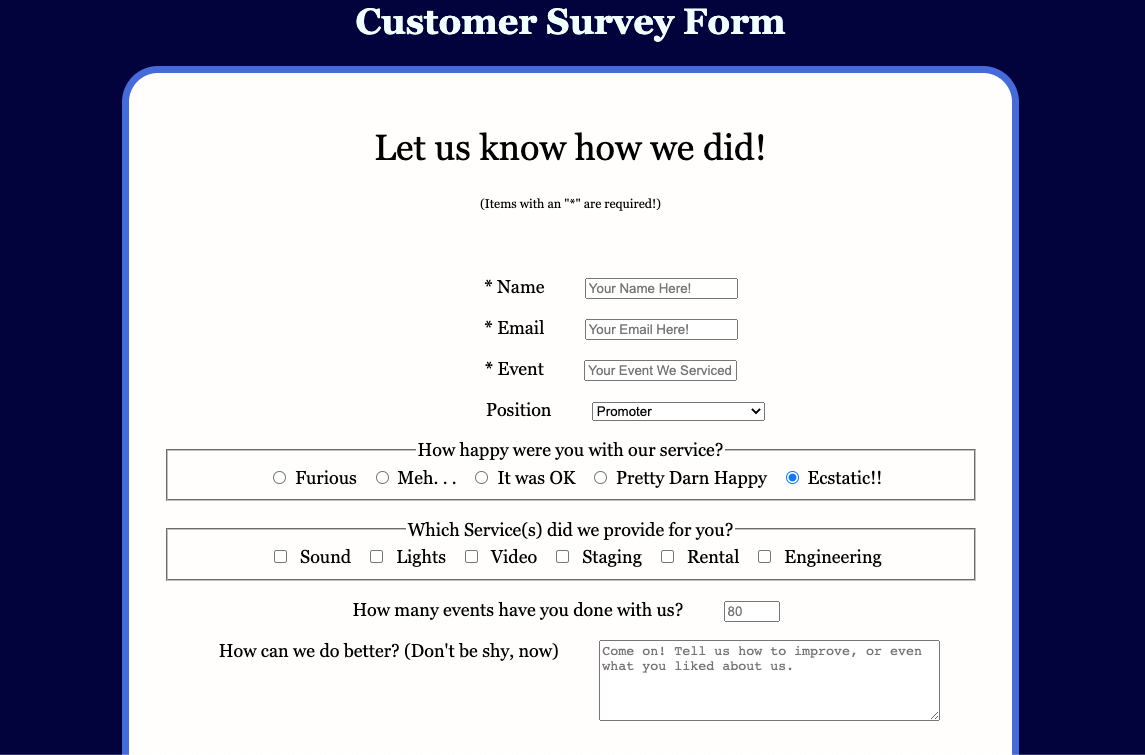 Customer Survey Form
Let us know how we did!
(Items with an "*" are required!)
* Name Your Name Here!
* Email Your Email Here!
* Event Your Event We Serviced
Position Promoter
How happy were you with our service?
Furious Meh. . . It was OK Pretty Darn Happy Ecstatic!!
Which Service(s) did we provide for you?
Sound Lights Video Staging Rental Engineering
How many events have you done with us? 80
How can we do better? (Don't be shy, now) Come on! Tell us how to improve, or even
what you liked about us.